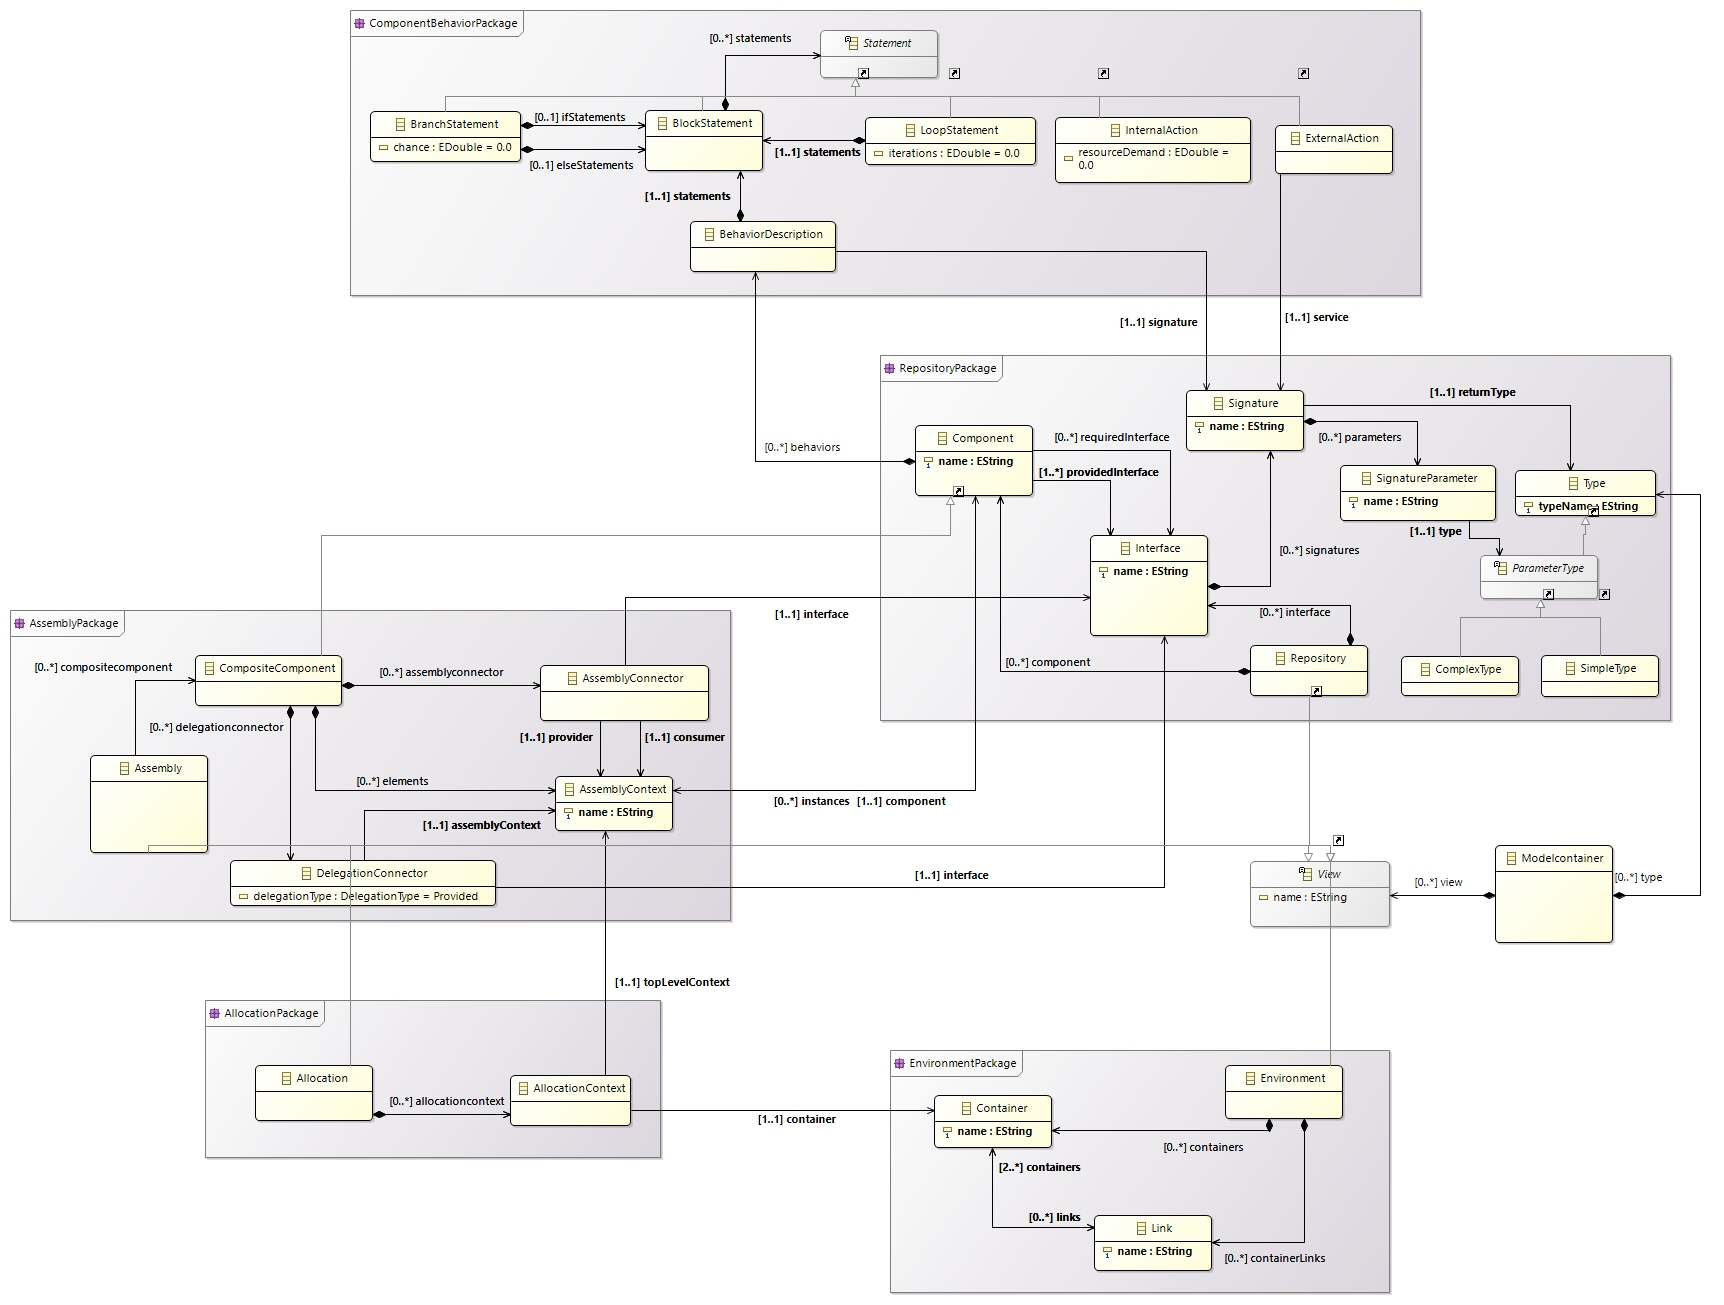 ComponentBehaviorPackage
[0..*] statements
Statement
BranchStatement
chance : EDouble = 0.0
[0..1] ifStatements
[0..1] elseStatements
BlockStatement
[1..1] statements
LoopStatement
iterations : EDouble = 0.0
InternalAction
resourceDemand : EDouble =
0.0
ExternalAction
[1..1] statements
BehaviorDescription
[1..1] signature
[1..1] service
RepositoryPackage
Signature
name : EString
[1..1] returnType
[0..*] behaviors
Component
name : EString
[0..*] requiredInterface
[1..*] providedInterface
[0..*] parameters
SignatureParameter
name : EString
Type
typeName : EString
[1..1] type
Interface
name : EString
[0..*] signatures
ParameterType
[0..*] interface
[0..*] component
Repository
ComplexType
SimpleType
AssemblyPackage
[1..1] interface
[0..*] compositecomponent
CompositeComponent
[0..*] assemblyconnector
AssemblyConnector
[0..*] delegationconnector
[1..1] provider
[1..1] consumer
Assembly
[0..*] elements
AssemblyContext
name : EString
[0..*] instances
[1..1] component
[1..1] assemblyContext
DelegationConnector
delegationType : DelegationType = Provided
[1..1] interface
View
name : EString
[0..*] view
Modelcontainer
[0..*] type
[1..1] topLevelContext
AllocationPackage
Allocation
[0..*] allocationcontext
AllocationContext
[1..1] container
EnvironmentPackage
Environment
Container
name : EString
[0..*] containers
[2..*] containers
[0..*] links
Link
name : EString
[0..*] containerLinks